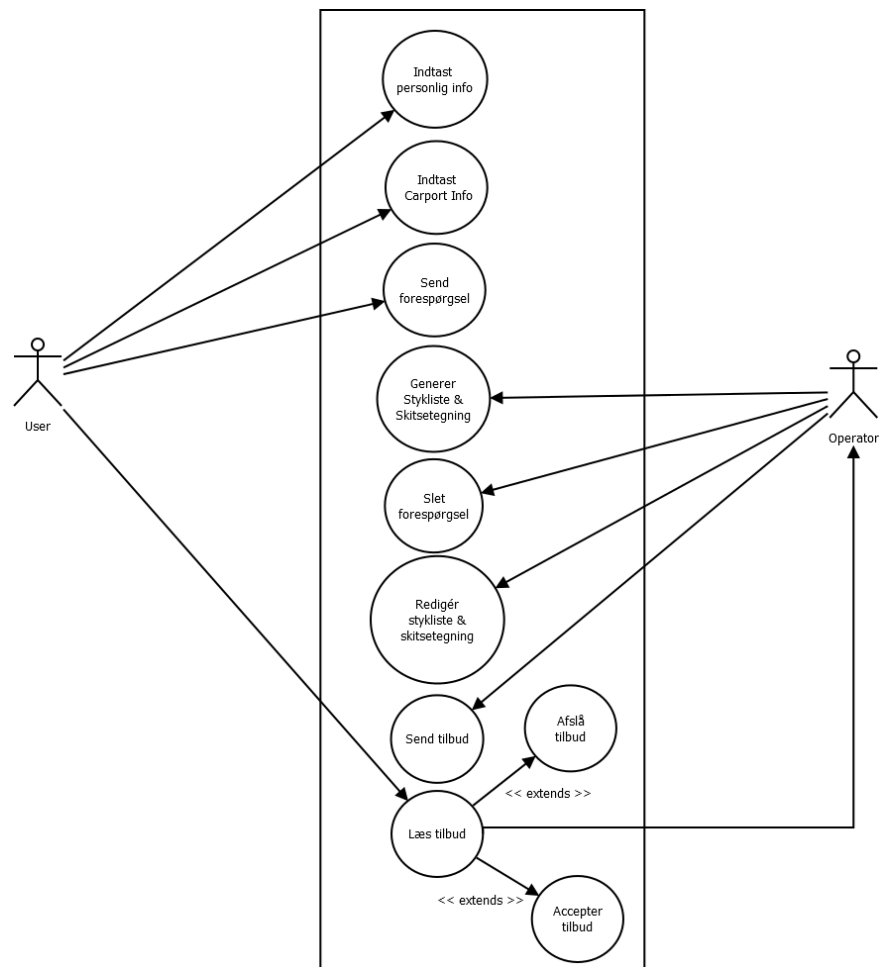 Indtast
personlig info
Indtast
Carport Info
Send
forespørgsel
User
Generer
Stykliste &
Skitsetegning
Operator
Slet
forespørgsel
Redigér
stykliste &
skitsetegning
Send tilbud
Afslå
tilbud
<< extends >>
Læs tilbud
<< extends >>
Accepter
tilbud